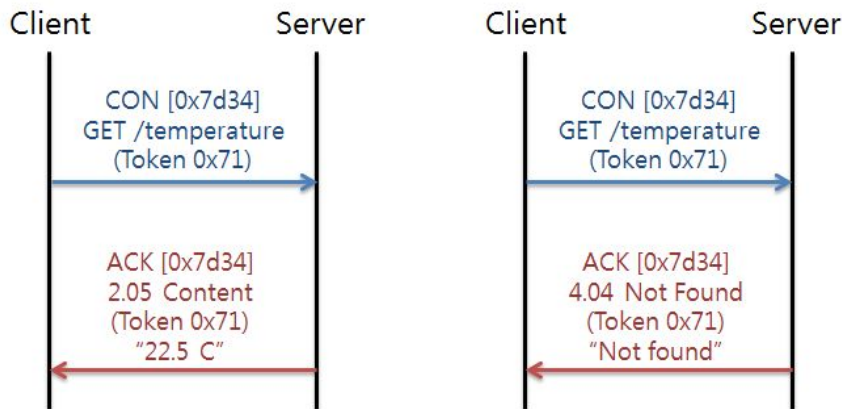 Client
Server
CON [0x7d34]
GET /temperature
(Token 0x71)
ACK [0x7d34]
2.05 Content
(Token 0x71)
“22.5 C”
Client
Server
CON [0x7d34]
GET /temperature
(Token 0x71)
ACK [0x7d34]
4.04 Not Found
(Token 0x71)
“Not found”